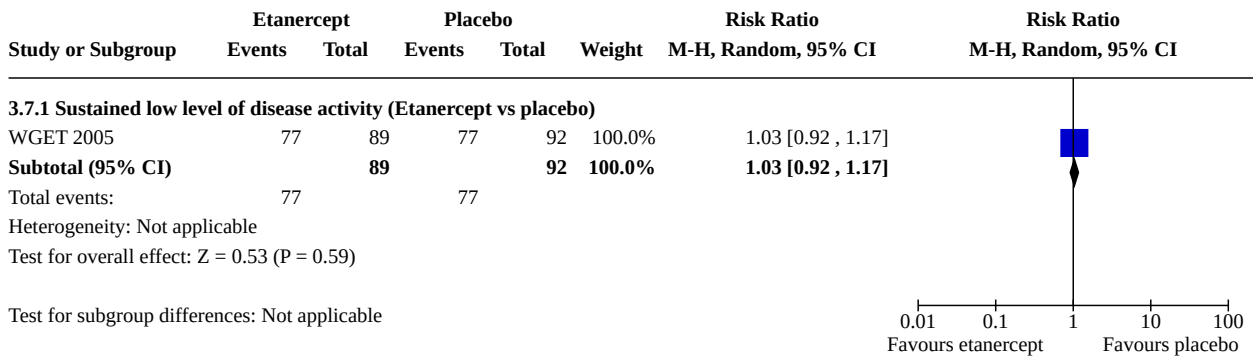 Etanercept Placebo Risk Ratio Risk Ratio
Study or Subgroup Events Total Events Total Weight M-H, Random, 95% CI M-H, Random, 95% CI
3.7.1 Sustained low level of disease activity (Etanercept vs placebo)
WGET 2005 77 89 77 92 100.0% 1.03 [0.92 , 1.17]
Subtotal (95% CI) 89 92 100.0% 1.03 [0.92 , 1.17]
Total events: 77 77
Heterogeneity: Not applicable
Test for overall effect: Z = 0.53 (P = 0.59)
Test for subgroup differences: Not applicable
0.01 0.1 1 10 100
Favours etanercept Favours placebo